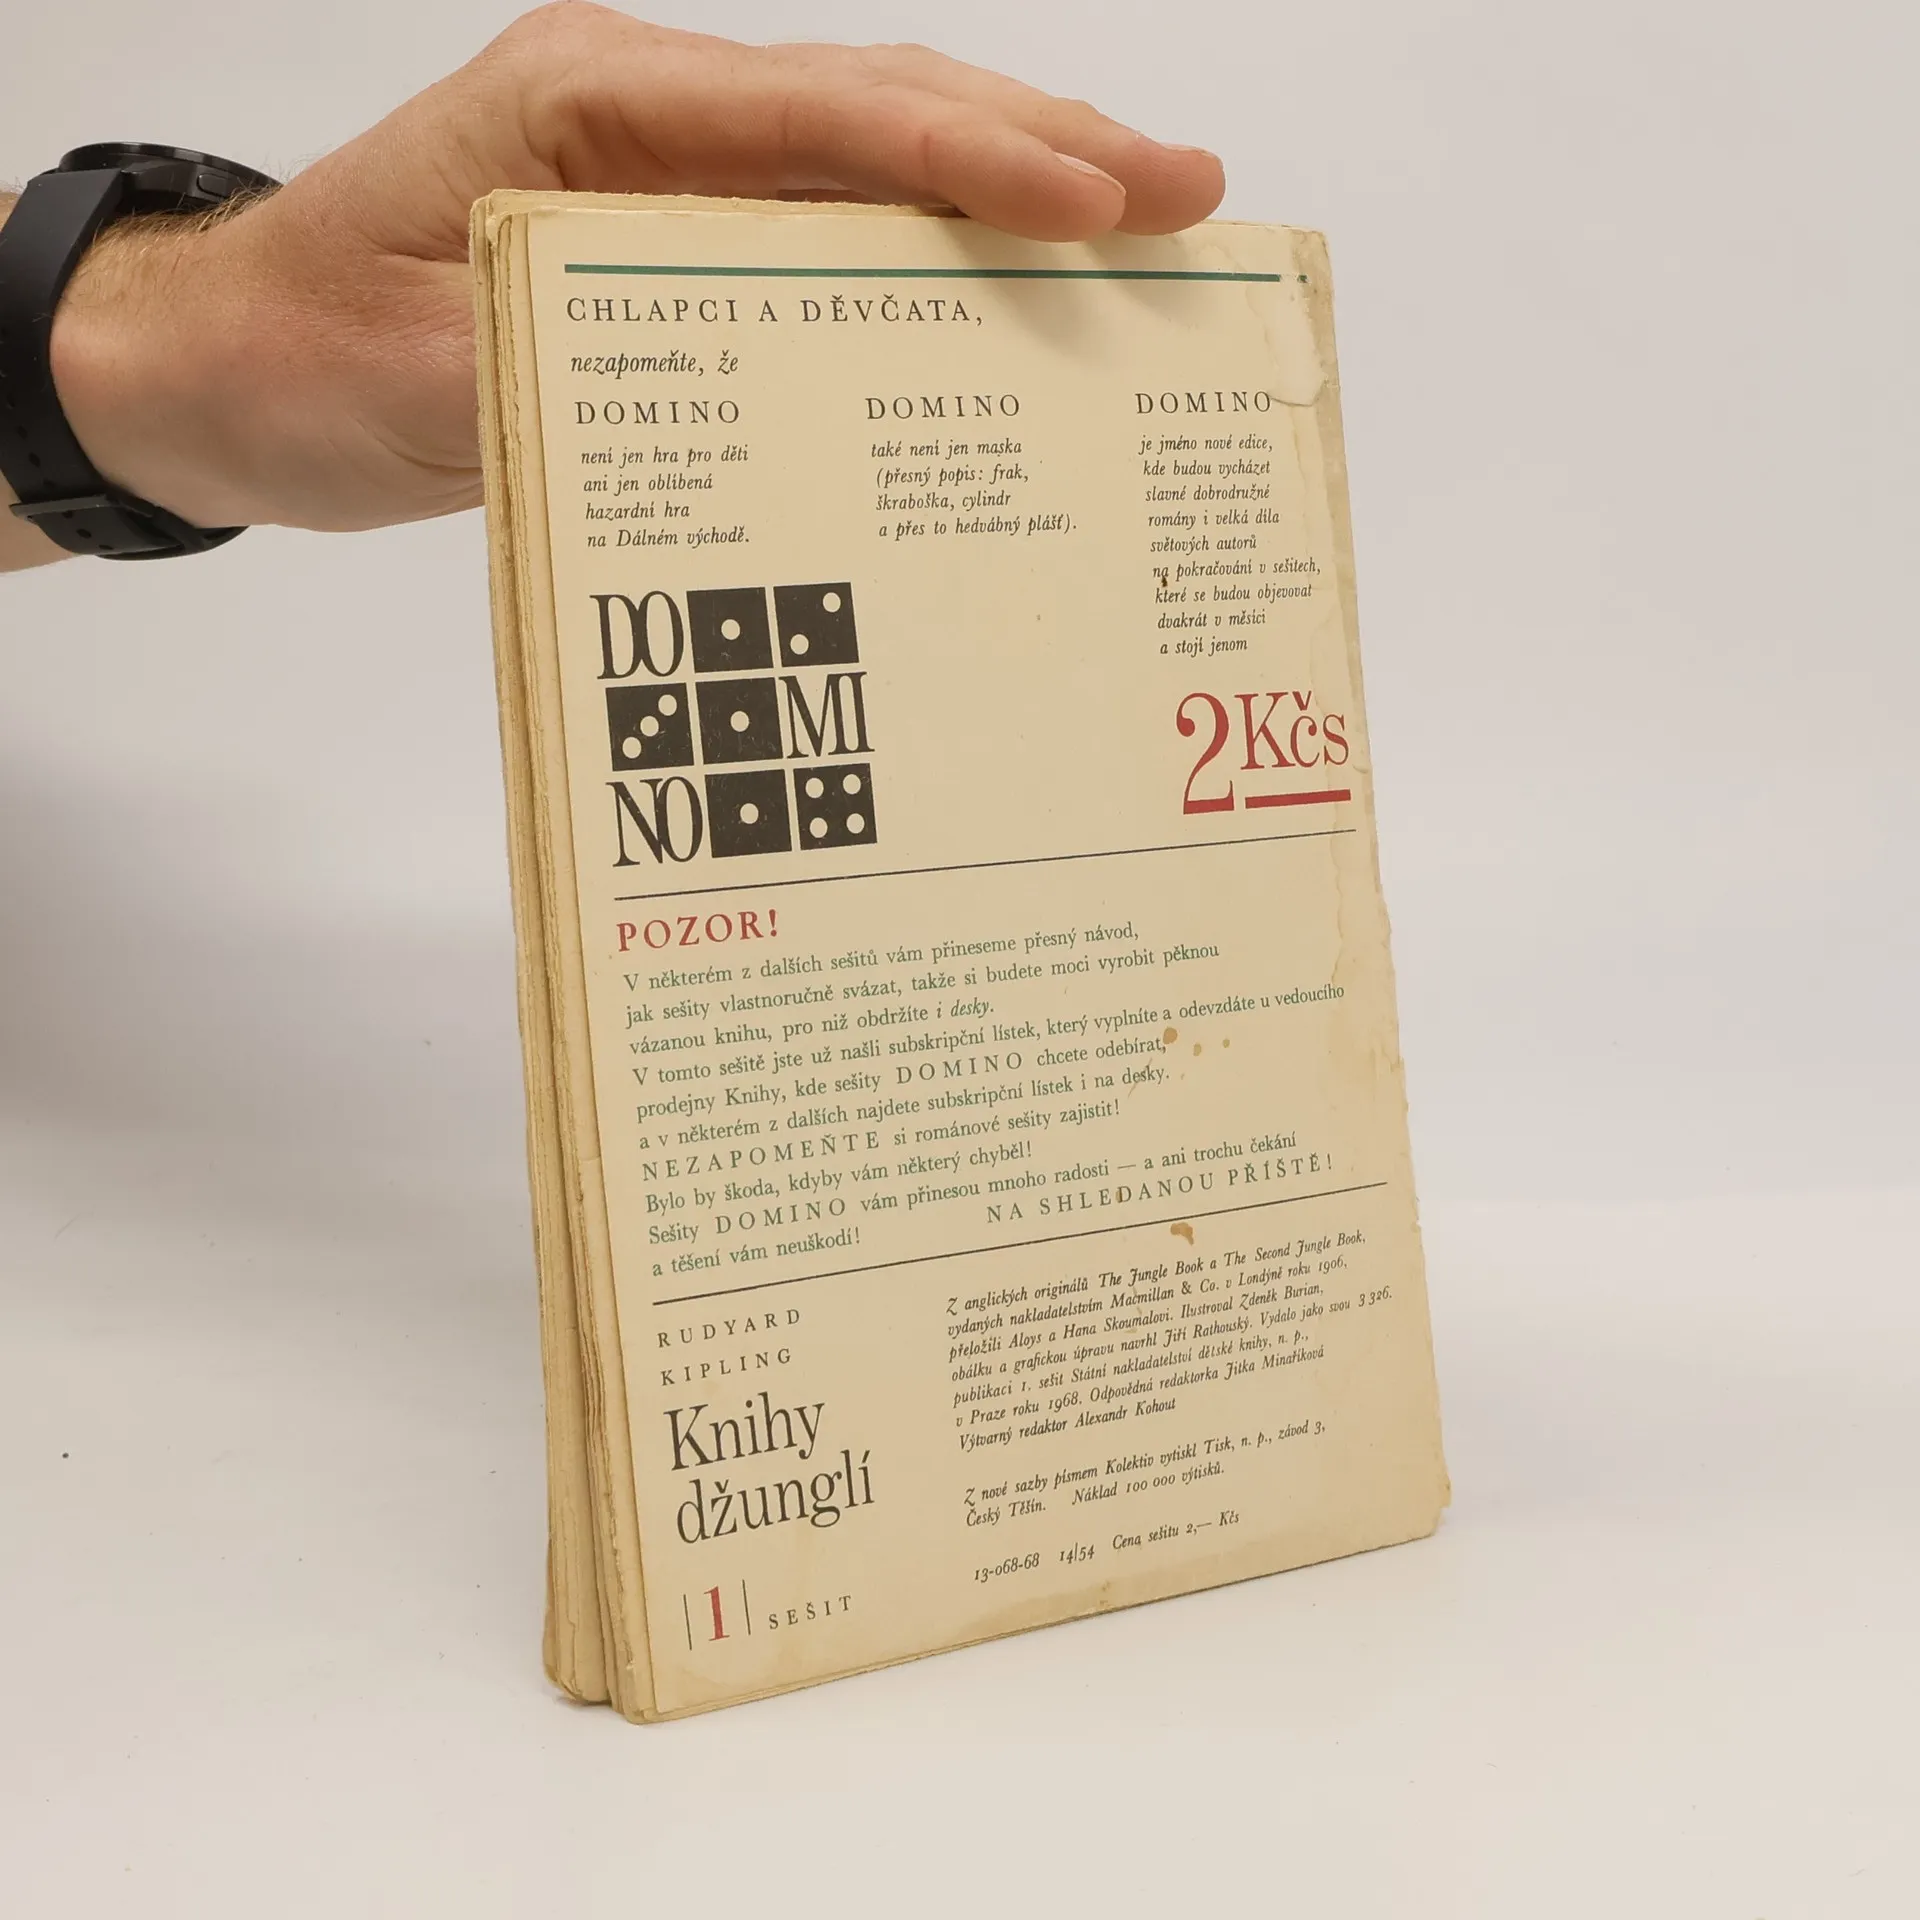 CHLAPCI A DĚVČATA,
nezapomeňte, že
DOMINO
není jen hra pro děti
ani jen oblíbená
hazardní hra
na Dálném východě.
DOMINO
také není jen maska
(přesný popis: frak,
škraboška, cylindr
a přes to hedvábný plášť).
DOMINO
je jméno nové edice,
kde budou vycházet
slavné dobrodružné
romány i velká díla
světových autorů
na pokračování v sešitech,
které se budou objevovat
dvakrát v měsíci
a stojí jenom
2 Kčs
DO
MI
NO
POZOR!
V některém z dalších sešitů vám přineseme přesný návod,
jak sešity vlastnoručně svázat, takže si budete moci vyrobit pěknou
vázanou knihu, pro niž obdržíte i desky.
V tomto sešitě jste už našli subskripční lístek, který vyplníte a odevzdáte u vedoucího
prodejny Knihy, kde sešity DOMINO chcete odebírat,
a v některém z dalších najdete subskripční lístek i na desky.
NEZAPOMEŇTE si románové sešity zajistit!
Bylo by škoda, kdyby vám některý chyběl!
Sešity DOMINO vám přinesou mnoho radosti — a ani trochu čekání
a těšení vám neuškodí! NA SHLEDANOU PŘÍŠTĚ!
RUDYARD
KIPLING
Knihy
džunglí
|1| SEŠIT
Z anglických originálů The Jungle Book a The Second Jungle Book,
vydaných nakladatelstvím Macmillan & Co. v Londýně roku 1906,
přeložili Aloys a Hana Skoumalovi. Ilustroval Zdeněk Burian,
obálku a grafickou úpravu navrhl Jiří Rathouský. Vydalo jako svou 3 326.
publikaci 1. sešit Státní nakladatelství dětské knihy, n. p.,
v Praze roku 1968. Odpovědná redaktorka Jitka Minaříková
Výtvarný redaktor Alexandr Kohout
Z nové sazby písmem Kolektiv vytiskl Tisk, n. p., závod 3,
Český Těšín. Náklad 100 000 výtisků.
13-068-68 14/54 Cena sešitu 2,— Kčs